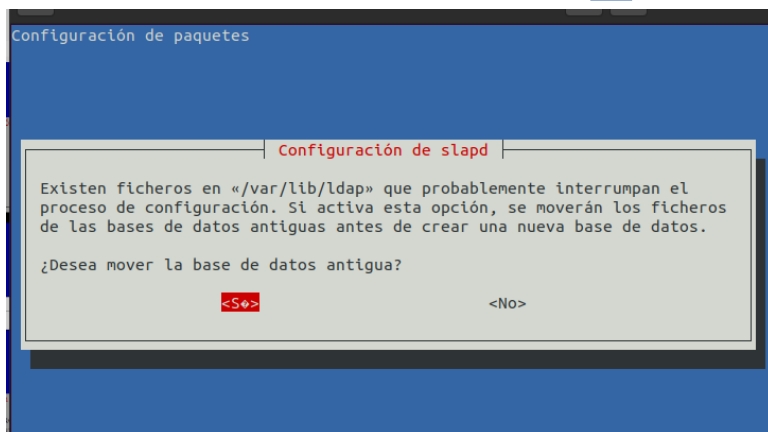 Configuración de paquetes
Configuración de slapd
Existen ficheros en «/var/lib/ldap» que probablemente interrumpan el
proceso de configuración. Si activa esta opción, se moverán los ficheros
de las bases de datos antiguas antes de crear una nueva base de datos.
¿Desea mover la base de datos antigua?
<S�> <No>